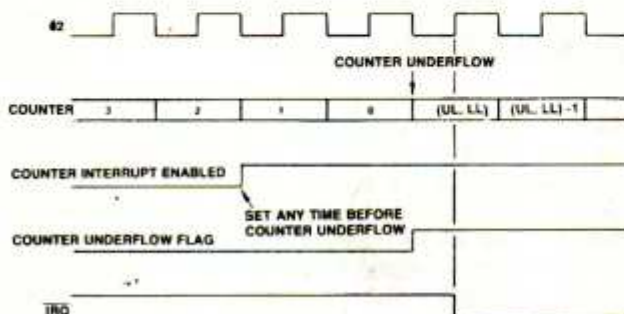 ϕ2
COUNTER UNDERFLOW
COUNTER 3 2 1 0 (UL, LL) (UL, LL) -1
COUNTER INTERRUPT ENABLED
SET ANY TIME BEFORE
COUNTER UNDERFLOW
COUNTER UNDERFLOW FLAG
IRQ